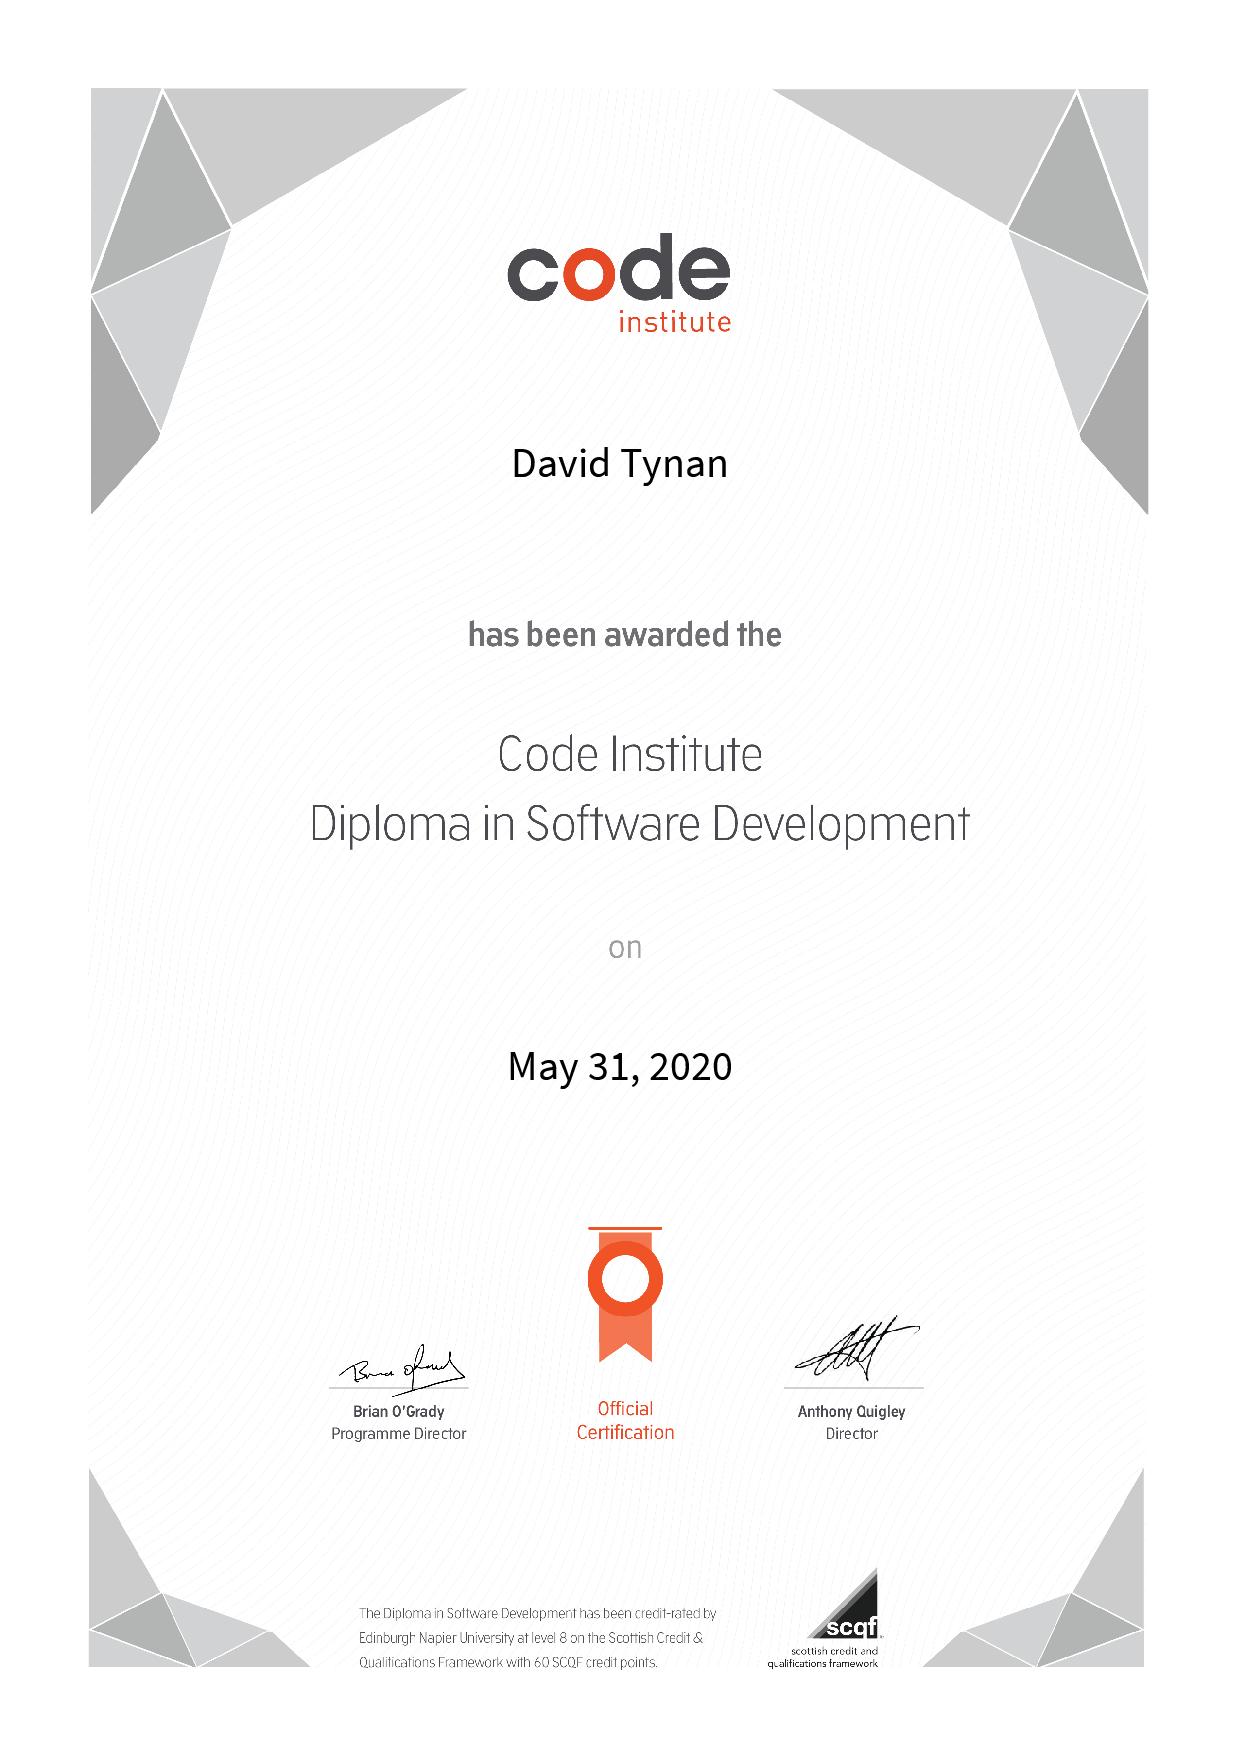 code
institute
David Tynan
has been awarded the
Code Institute
Diploma in Software Development
on
May 31, 2020
Brian O'Grady
Programme Director
Official
Certification
Anthony Quigley
Director
The Diploma in Software Development has been credit-rated by
Edinburgh Napier University at level 8 on the Scottish Credit &
Qualifications Framework with 60 SCQF credit points.
scqf
scottish credit and
qualifications framework